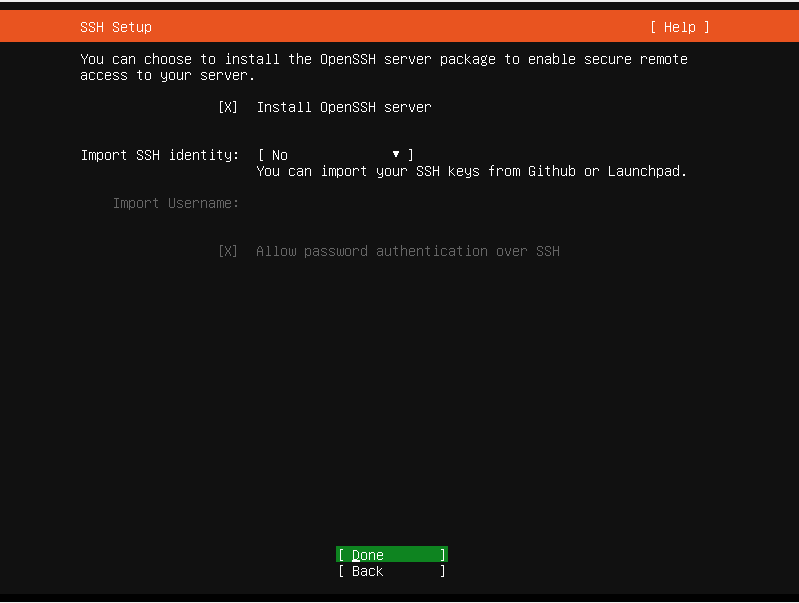 SSH Setup [ Help ]
You can choose to install the OpenSSH server package to enable secure remote
access to your server.
[X] Install OpenSSH server
Import SSH identity: [ No ▾ ]
You can import your SSH keys from Github or Launchpad.
Import Username:
[X] Allow password authentication over SSH
[ Done ]
[ Back ]